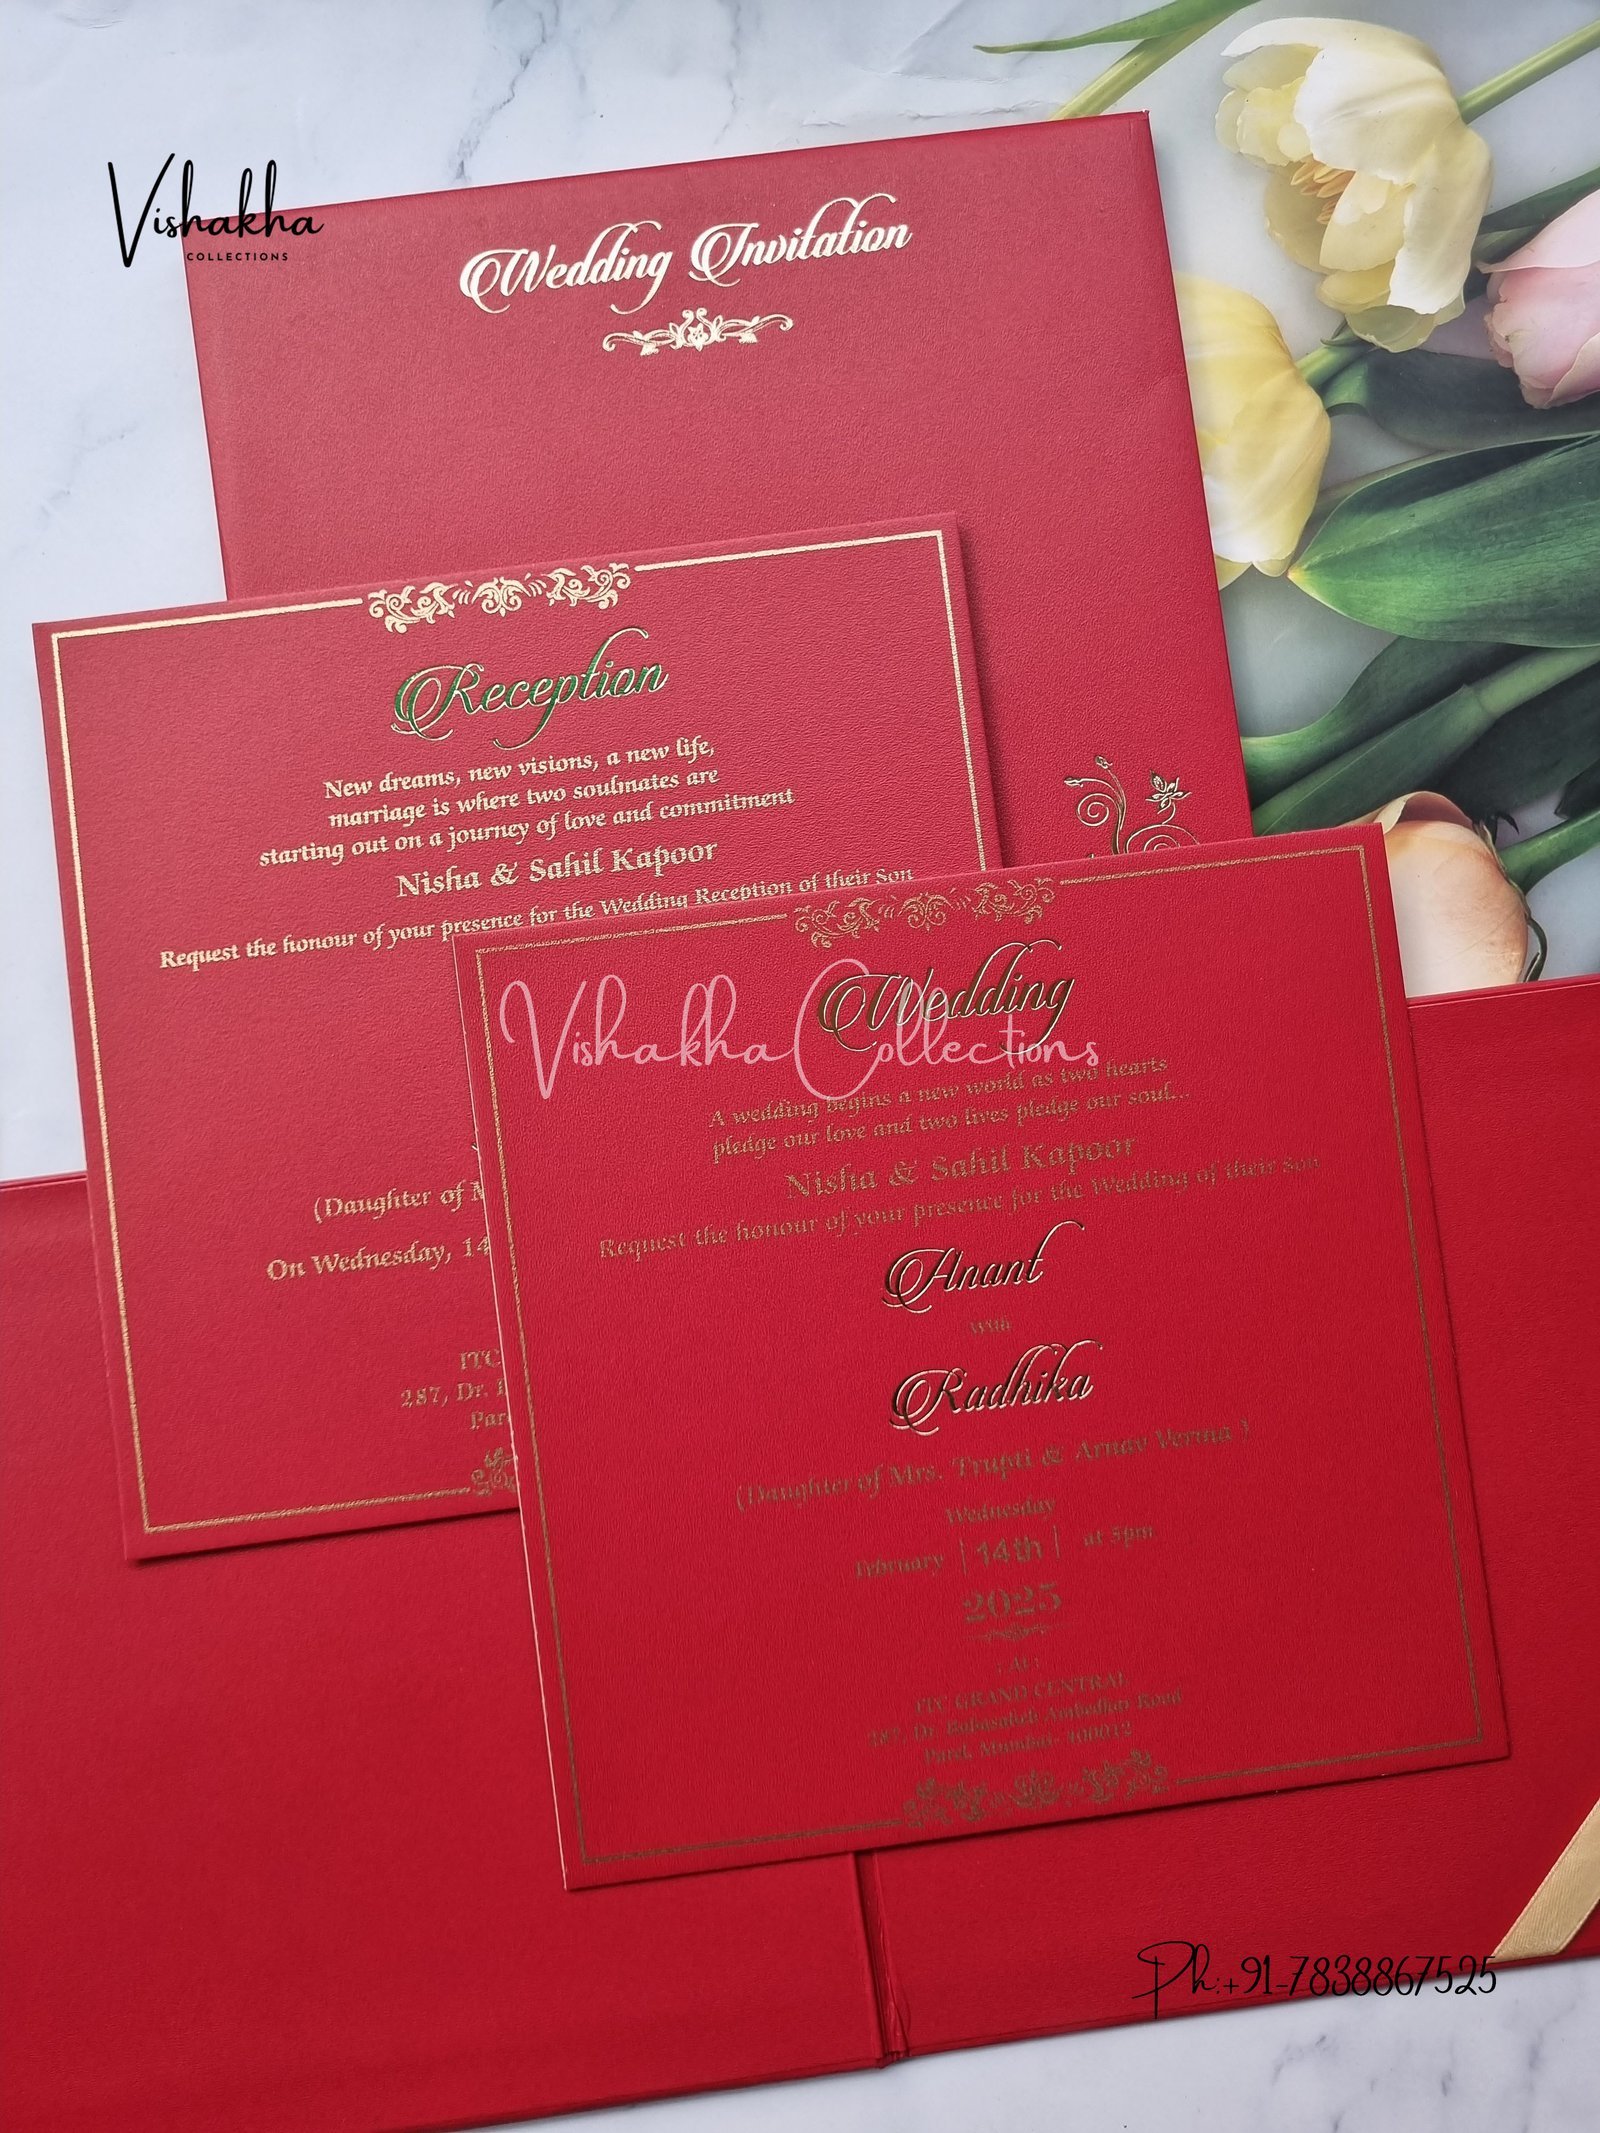 Vishakha
COLLECTIONS
Wedding Invitation
Reception
New dreams, new visions, a new life,
marriage is where two soulmates are
starting out on a journey of love and commitment
Nisha & Sahil Kapoor
Request the honour of your presence for the Wedding Reception of their Son
(Daughter of
On Wednesday, 14
ITC
287, Dr.
Wedding
Vishakha Collections
A wedding begins a new world as two hearts
pledge our love and two lives pledge our soul...
Nisha & Sahil Kapoor
Request the honour of your presence for the Wedding of their Son
Anant
With
Radhika
(Daughter of Mrs. Trupti & Arnav Verma )
Wednesday
February | 14th | at 5pm
2025
: At :
ITC GRAND CENTRAL
287, Dr. Babasaheb Ambedkar Road
Parel, Mumbai- 400012
Ph:+91-7838867525